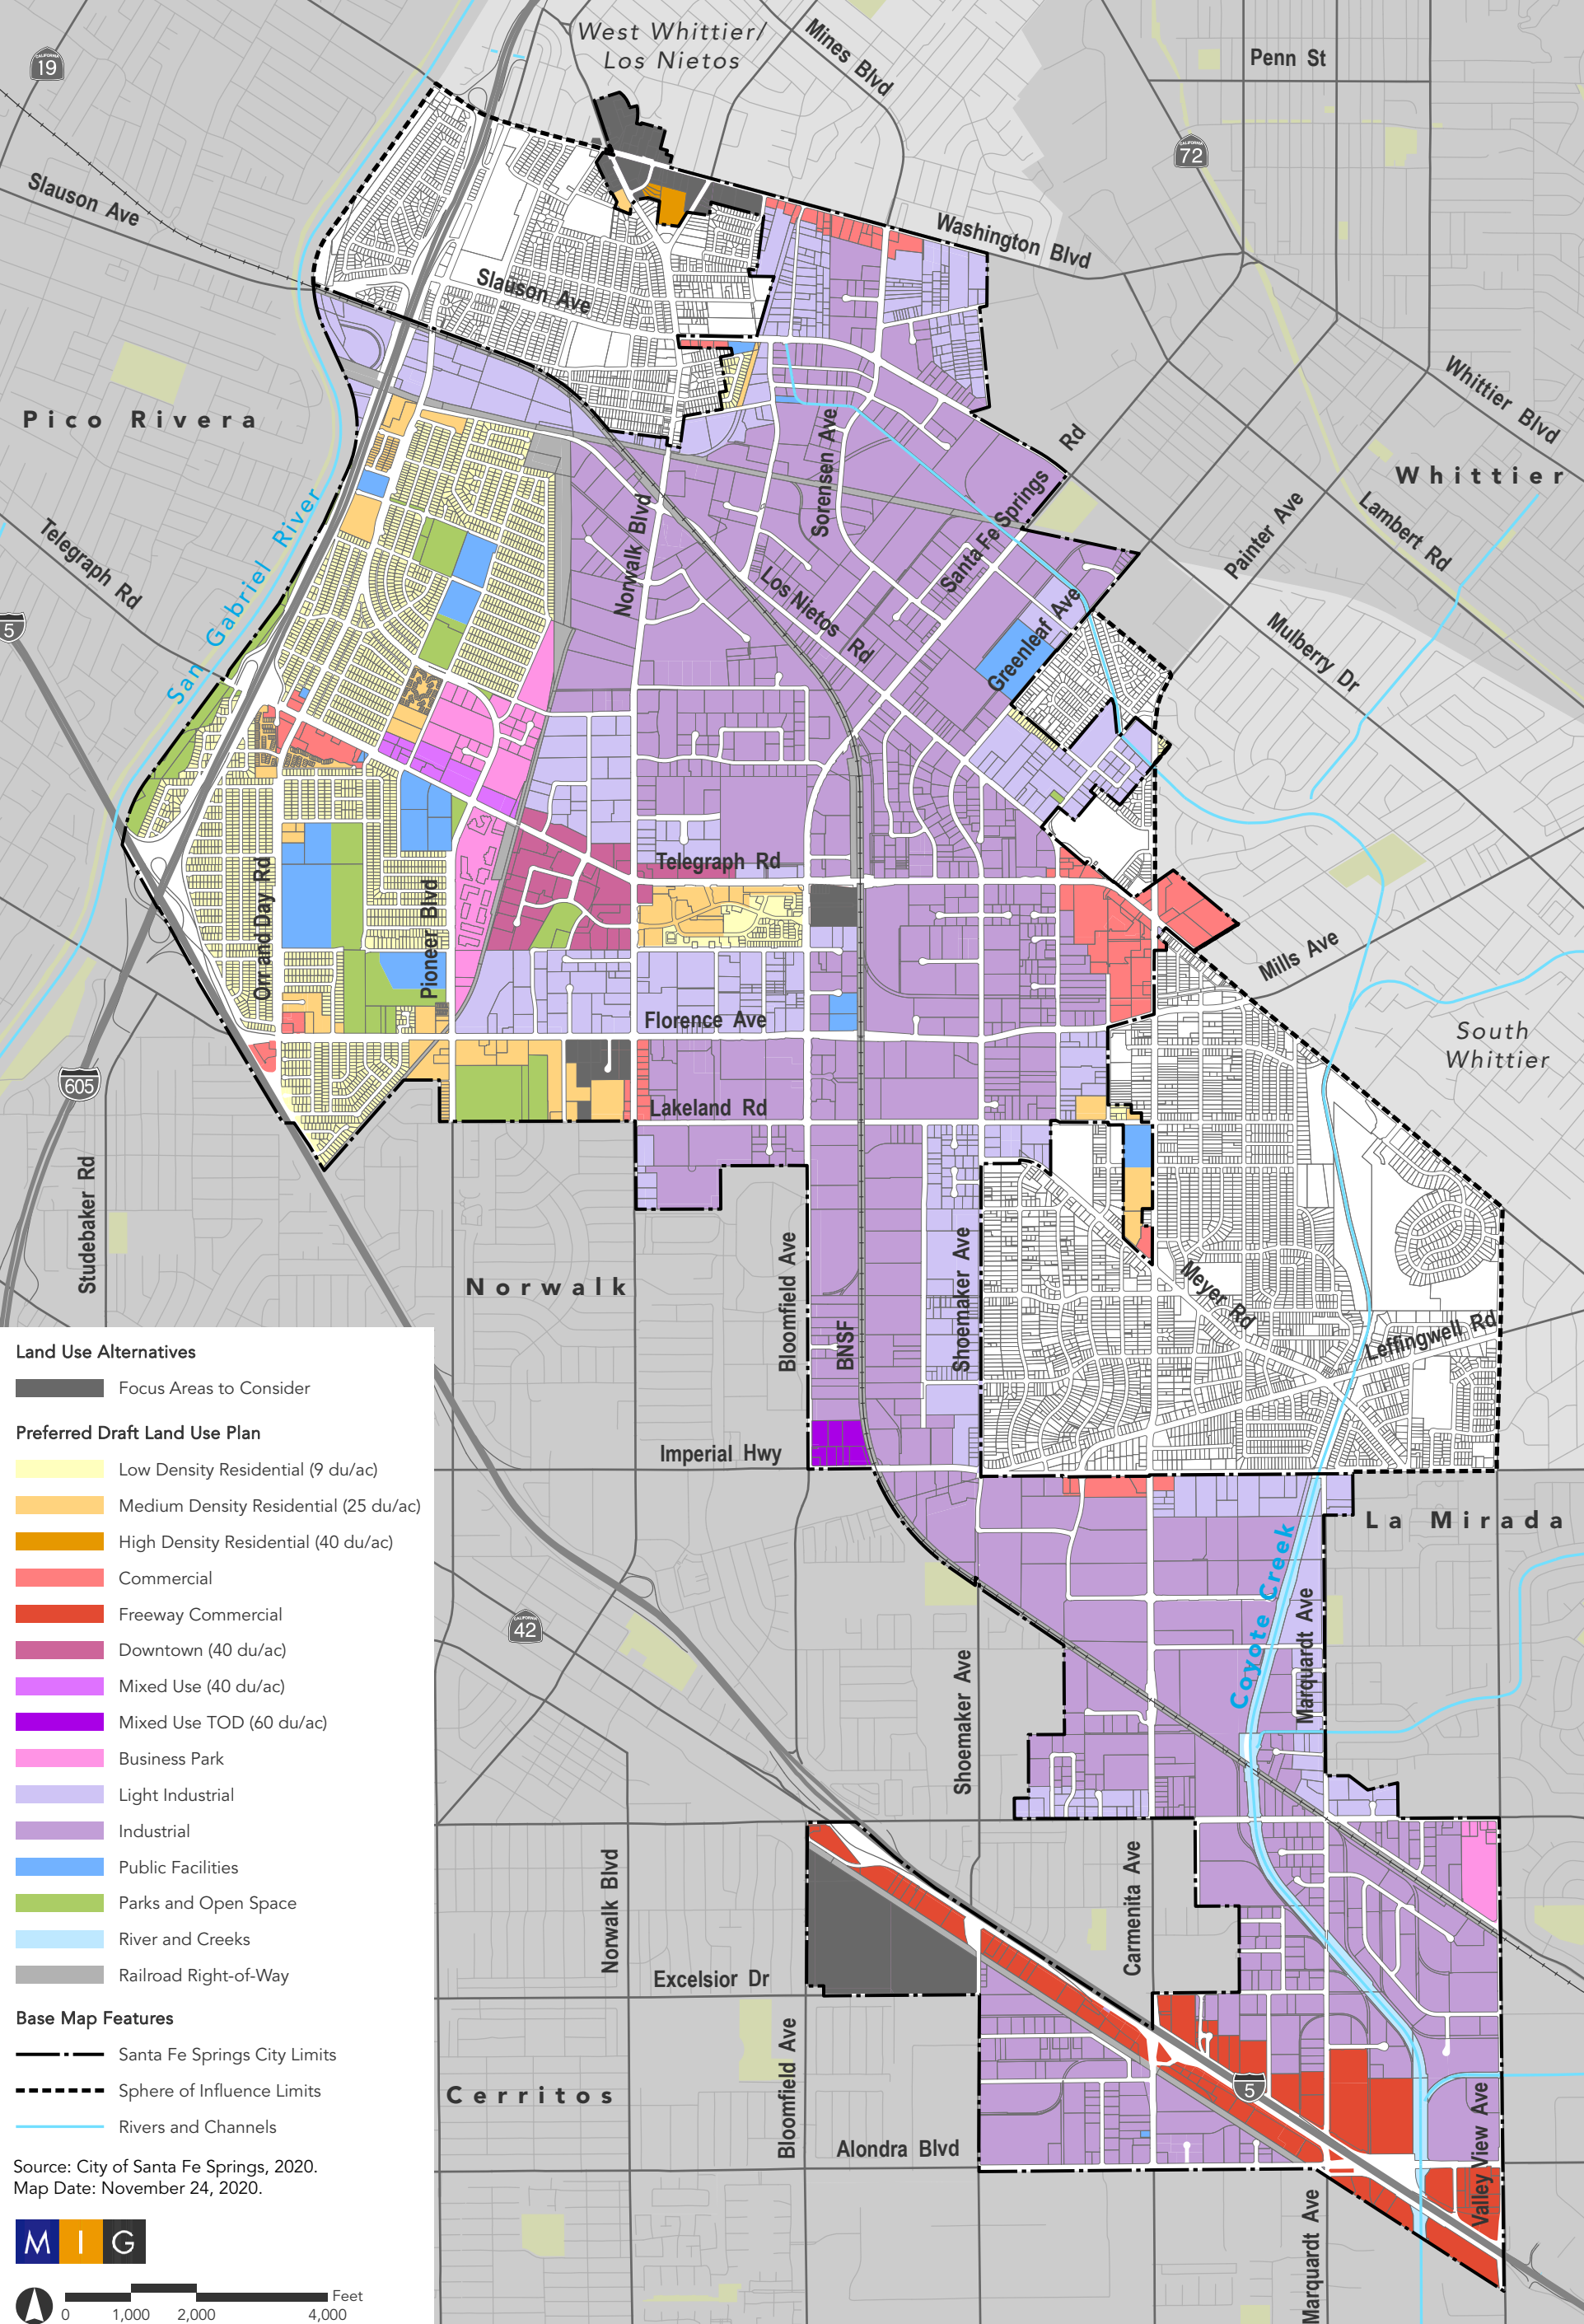 West Whittier/
Los Nietos
Mines Blvd
Penn St
CALIFORNIA
19
CALIFORNIA
72
Slauson Ave
Washington Blvd
Slauson Ave
Whittier Blvd
Pico Rivera
Whittier
Sorensen Ave
Rd
Santa Fe Springs
Lambert Rd
Painter Ave
Telegraph Rd
San Gabriel River
Norwalk Blvd
Los Nietos Rd
Greenleaf Ave
Mulberry Dr
5
Telegraph Rd
Orr and Day Rd
Pioneer Blvd
Mills Ave
Florence Ave
South
Whittier
605
Lakeland Rd
Studebaker Rd
Norwalk
Bloomfield Ave
BNSF
Shoemaker Ave
Meyer Rd
Leffingwell Rd
Imperial Hwy
La Mirada
Coyote Creek
Marquardt Ave
CALIFORNIA
42
Shoemaker Ave
Carmenita Ave
Norwalk Blvd
Excelsior Dr
Bloomfield Ave
5
Cerritos
Alondra Blvd
Valley View Ave
Marquardt Ave
Land Use Alternatives
Focus Areas to Consider
Preferred Draft Land Use Plan
Low Density Residential (9 du/ac)
Medium Density Residential (25 du/ac)
High Density Residential (40 du/ac)
Commercial
Freeway Commercial
Downtown (40 du/ac)
Mixed Use (40 du/ac)
Mixed Use TOD (60 du/ac)
Business Park
Light Industrial
Industrial
Public Facilities
Parks and Open Space
River and Creeks
Railroad Right-of-Way
Base Map Features
Santa Fe Springs City Limits
Sphere of Influence Limits
Rivers and Channels
Source: City of Santa Fe Springs, 2020.
Map Date: November 24, 2020.
M I G
Feet
0 1,000 2,000 4,000